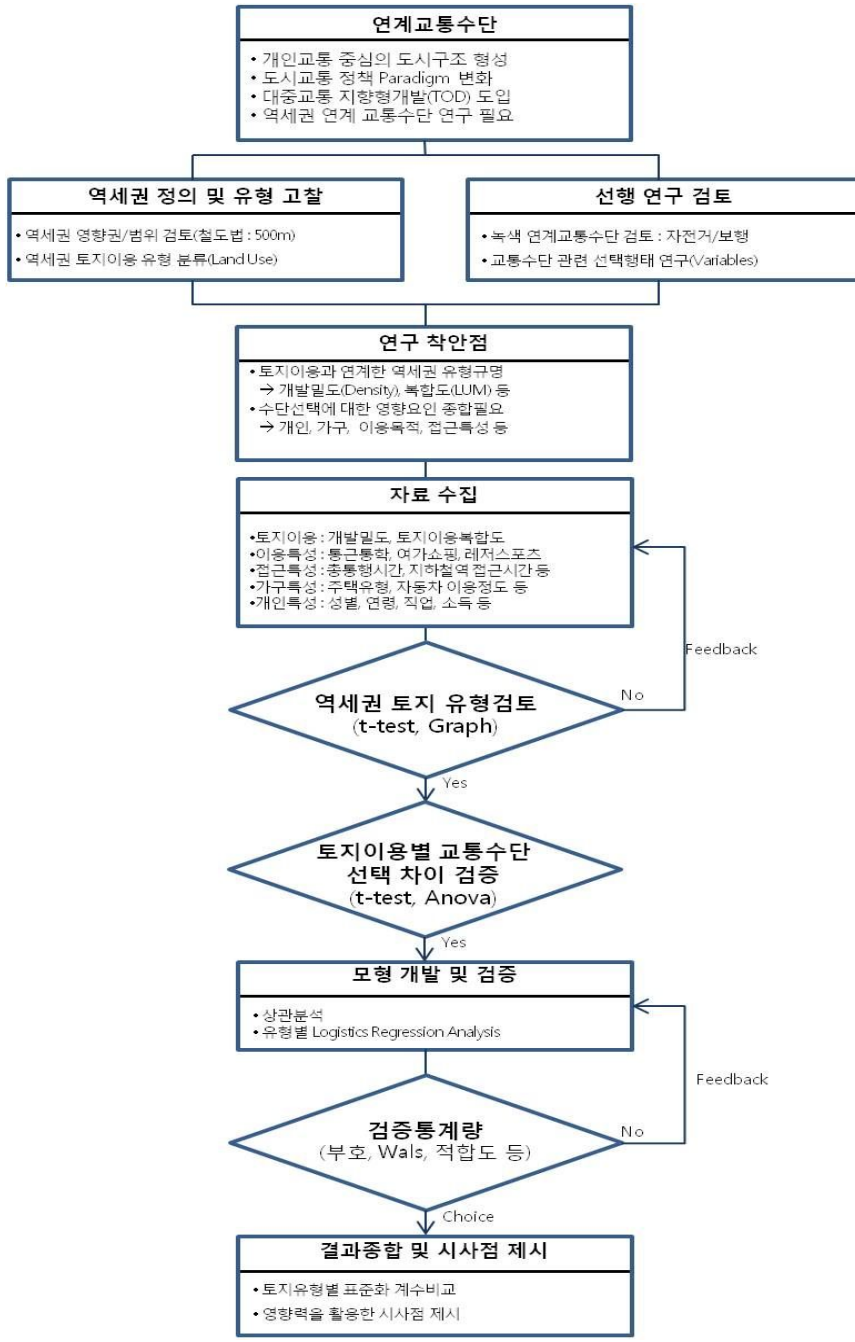 연계교통수단
• 개인교통 중심의 도시구조 형성
• 도시교통 정책 Paradigm 변화
• 대중교통 지향형개발(TOD) 도입
• 역세권 연계 교통수단 연구 필요
역세권 정의 및 유형 고찰
• 역세권 영향권/범위 검토(철도법 : 500m)
• 역세권 토지이용 유형 분류(Land Use)
선행 연구 검토
• 녹색 연계교통수단 검토 : 자전거/보행
• 교통수단 관련 선택행태 연구(Variables)
연구 착안점
• 토지이용과 연계한 역세권 유형규명
→ 개발밀도(Density), 복합도(LUM) 등
• 수단선택에 대한 영향요인 종합필요
→ 개인, 가구, 이용목적, 접근특성 등
자료 수집
•토지이용 : 개발밀도, 토지이용복합도
•이용특성 : 통근통학, 여가쇼핑, 레저스포츠
•접근특성 : 총통행시간, 지하철역 접근시간 등
•가구특성 : 주택유형, 자동차 이용정도 등
•개인특성 : 성별, 연령, 직업, 소득 등
Feedback
역세권 토지 유형검토
(t-test, Graph)
No
Yes
토지이용별 교통수단
선택 차이 검증
(t-test, Anova)
Yes
모형 개발 및 검증
• 상관분석
• 유형별 Logistics Regression Analysis
Feedback
검증통계량
(부호, Wals, 적합도 등)
No
Choice
결과종합 및 시사점 제시
• 토지유형별 표준화 계수비교
• 영향력을 활용한 시사점 제시